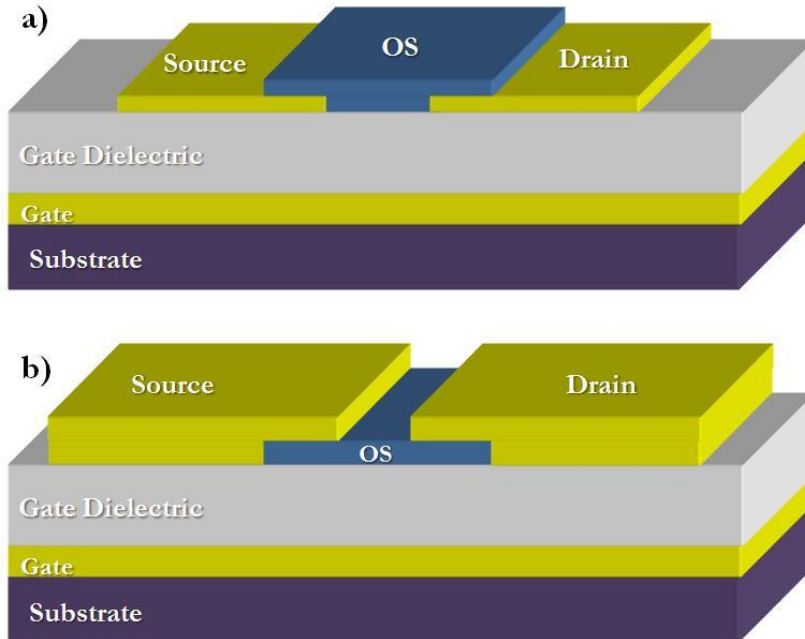 a)
OS
Source
Drain
Gate Dielectric
Gate
Substrate
b)
Source
Drain
OS
Gate Dielectric
Gate
Substrate